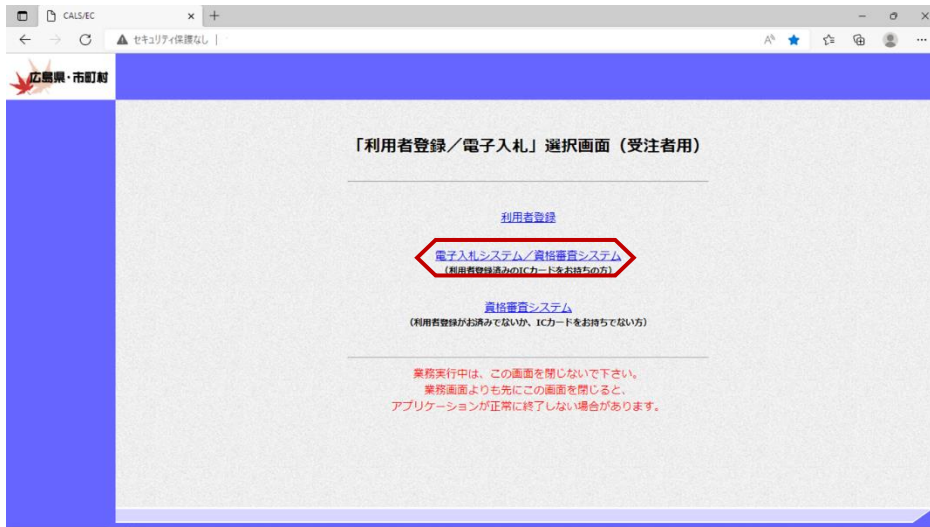 CALS/EC
セキュリティ保護なし
広島県・市町村
「利用者登録／電子入札」選択画面（受注者用）
利用者登録
電子入札システム／資格審査システム
（利用者登録済みのICカードをお持ちの方）
資格審査システム
（利用者登録がお済みでないか、ICカードをお持ちでない方）
業務実行中は、この画面を閉じないで下さい。
業務画面よりも先にこの画面を閉じると、
アプリケーションが正常に終了しない場合があります。